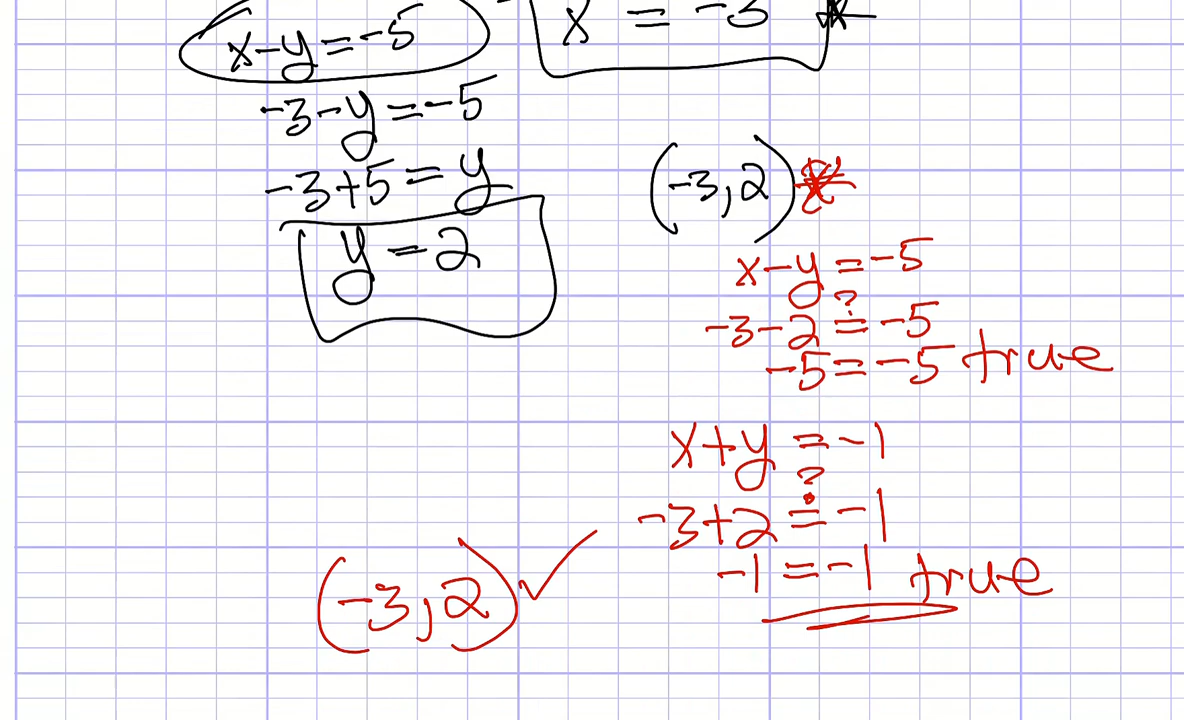 x-y=-5
x = -3 *
-3-y=-5
-3+5=y
y=2
(-3,2)*
x-y=-5
?
-3-2=-5
-5=-5 true
x+y=-1
?
-3+2=-1
-1=-1 true
(-3,2)✓